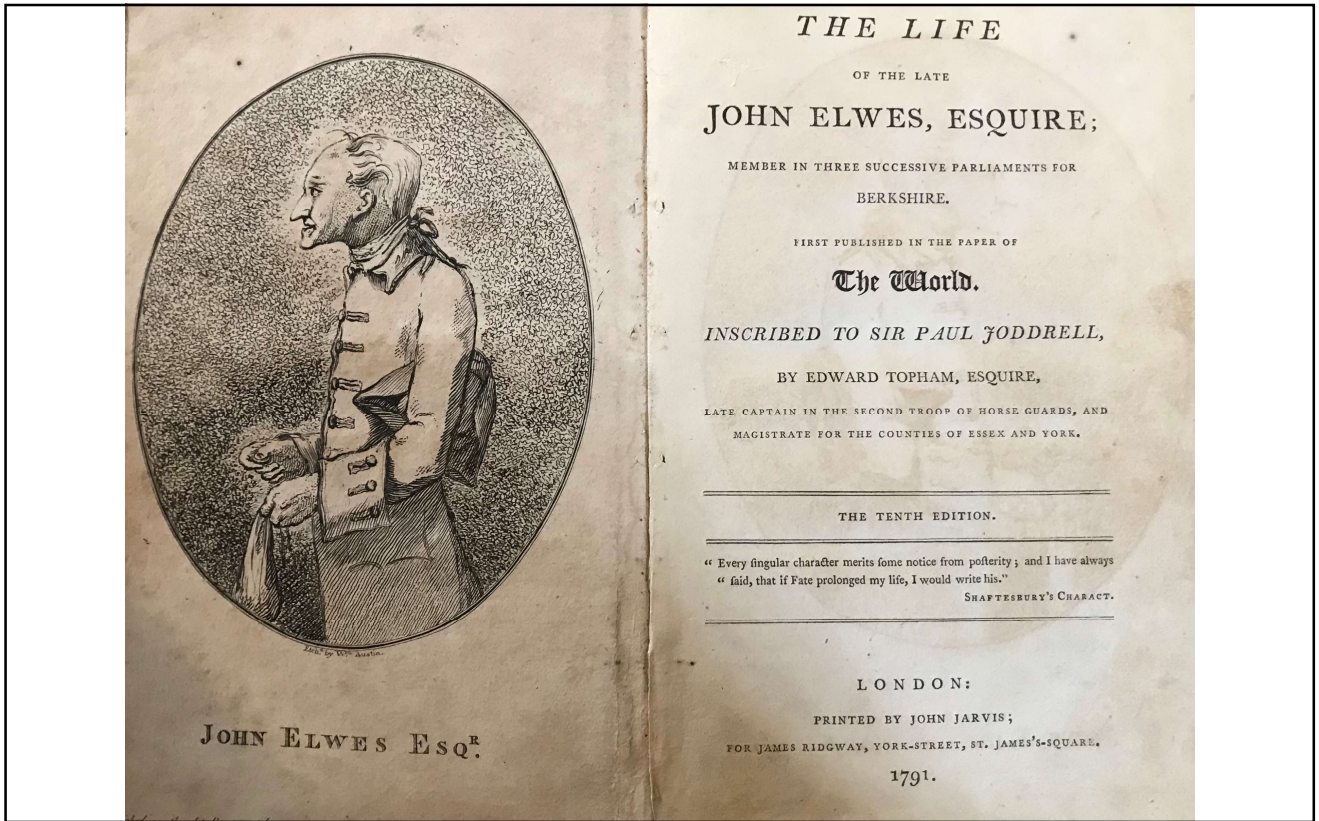 Etch.d by Wm. Austin.
JOHN ELWES ESQ.R
THE LIFE
OF THE LATE
JOHN ELWES, ESQUIRE;
MEMBER IN THREE SUCCESSIVE PARLIAMENTS FOR
BERKSHIRE.
FIRST PUBLISHED IN THE PAPER OF
The World.
INSCRIBED TO SIR PAUL JODDRELL,
BY EDWARD TOPHAM, ESQUIRE,
LATE CAPTAIN IN THE SECOND TROOP OF HORSE GUARDS, AND
MAGISTRATE FOR THE COUNTIES OF ESSEX AND YORK.
THE TENTH EDITION.
“ Every ſingular character merits ſome notice from poſterity ; and I have always
“ ſaid, that if Fate prolonged my life, I would write his.”
SHAFTESBURY'S CHARACT.
LONDON:
PRINTED BY JOHN JARVIS;
FOR JAMES RIDGWAY, YORK-STREET, ST. JAMES'S-SQUARE.
1791.